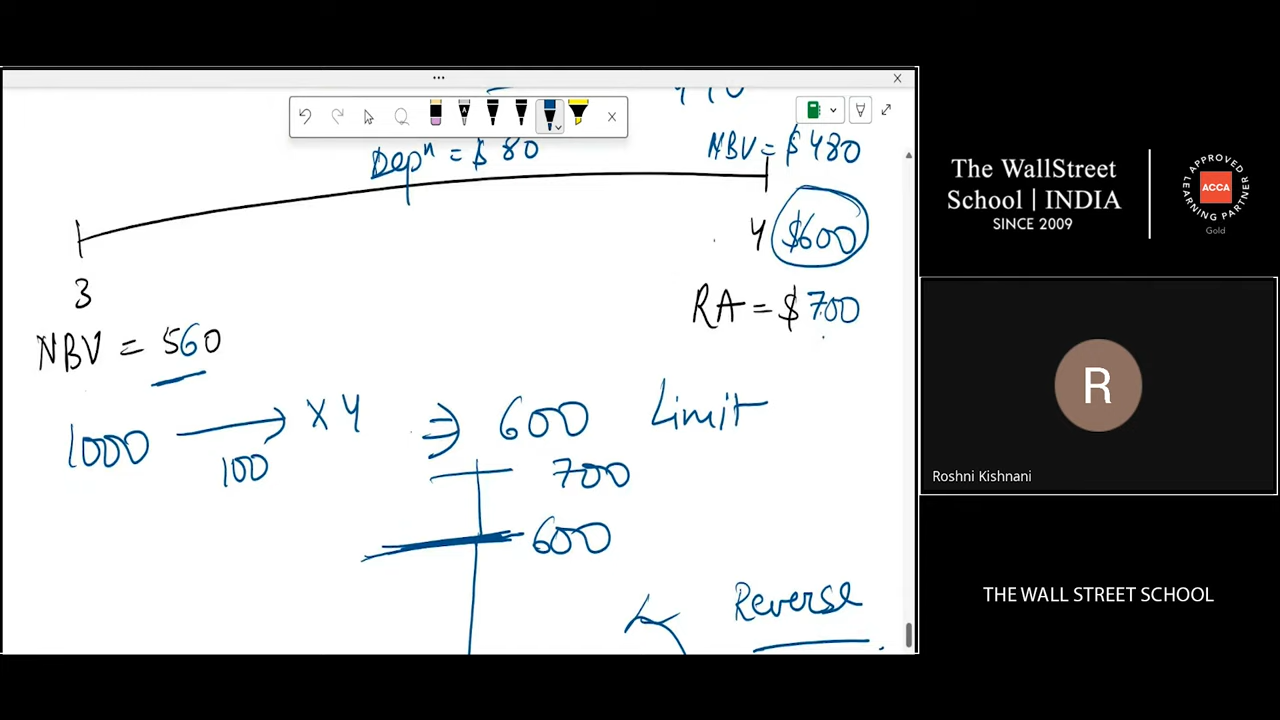 Depⁿ = $80
NBV = $480
4 $600
3
RA = $700
NBV = 560
1000 → x 4 ⇒ 600 Limit
100
700
600
Reverse
The WallStreet
School | INDIA
SINCE 2009
APPROVED
LEARNING PARTNER
ACCA
Gold
R
Roshni Kishnani
THE WALL STREET SCHOOL